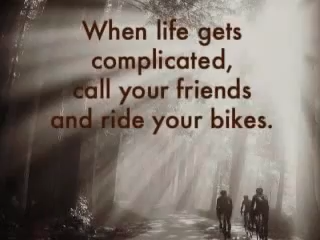 When life gets
complicated,
call your friends
and ride your bikes.